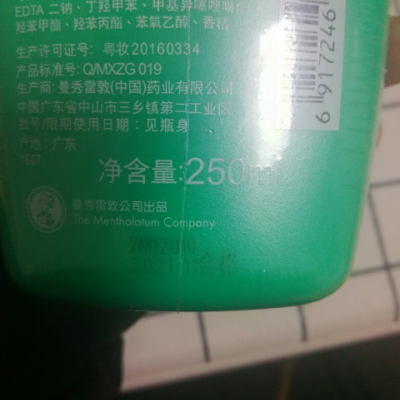 EDTA 二钠、丁羟甲苯、甲基异噻唑啉
羟苯甲酯、羟苯丙酯、苯氧乙醇、香精
生产许可证号：粤妆20160334
产品标准号：Q/MXZG 019
生产商：曼秀雷敦(中国)药业有限公司
中国广东省中山市三乡镇第二工业区
批号/限期使用日期：见瓶身
产地：广东
净含量:250ml
曼秀雷敦公司出品
The Mentholatum Company
6 917246